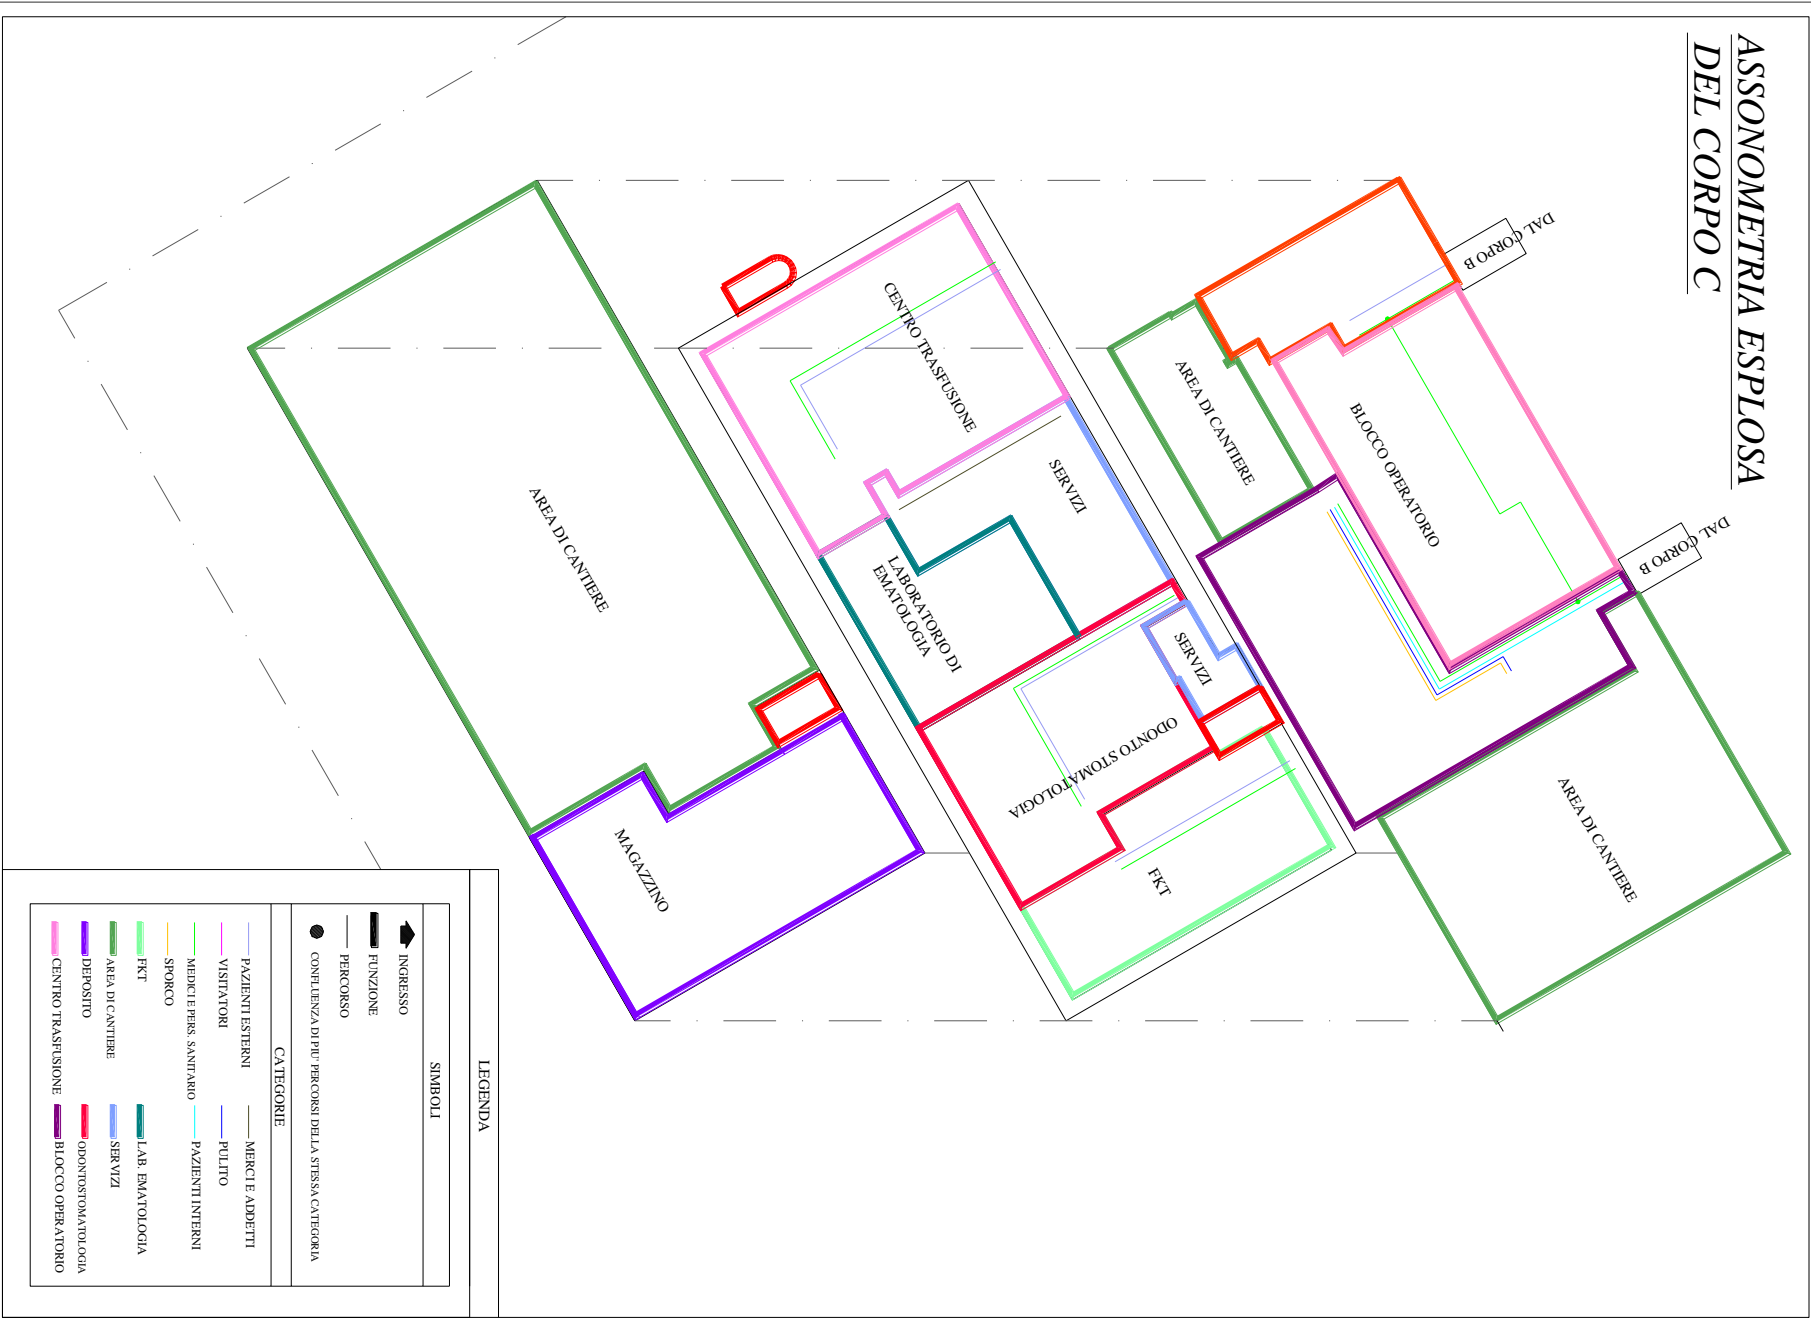 ASSONOMETRIA ESPLOSA
DEL CORPO C
DAL CORPO B
DAL CORPO B
BLOCCO OPERATORIO
AREA DI CANTIERE
AREA DI CANTIERE
CENTRO TRASFUSIONE
SERVIZI
LABORATORIO DI
EMATOLOGIA
SERVIZI
ODONTO STOMATOLOGIA
FKT
AREA DI CANTIERE
MAGAZZINO
LEGENDA
SIMBOLI
INGRESSO
FUNZIONE
PERCORSO
CONFLUENZA DI PIU' PERCORSI DELLA STESSA CATEGORIA
CATEGORIE
PAZIENTI ESTERNI
MERCI E ADDETTI
VISITATORI
PULITO
MEDICI E PERS. SANITARIO
PAZIENTI INTERNI
SPORCO
FKT
LAB. EMATOLOGIA
AREA DI CANTIERE
SERVIZI
DEPOSITO
ODONTOSTOMATOLOGIA
CENTRO TRASFUSIONE
BLOCCO OPERATORIO